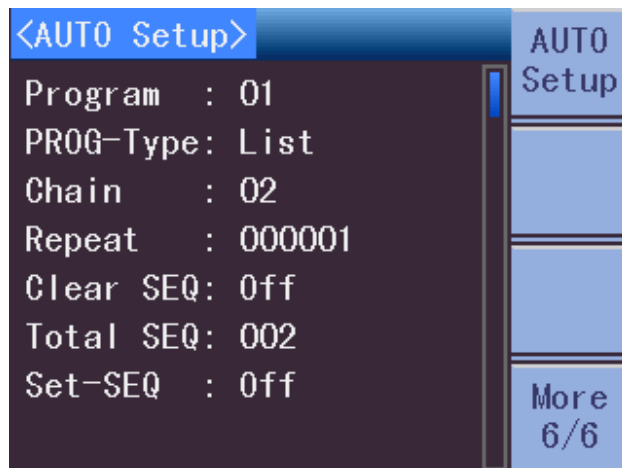 <AUTO Setup>
Program : 01
PROG-Type: List
Chain : 02
Repeat : 000001
Clear SEQ: Off
Total SEQ: 002
Set-SEQ : Off
AUTO
Setup
More
6/6